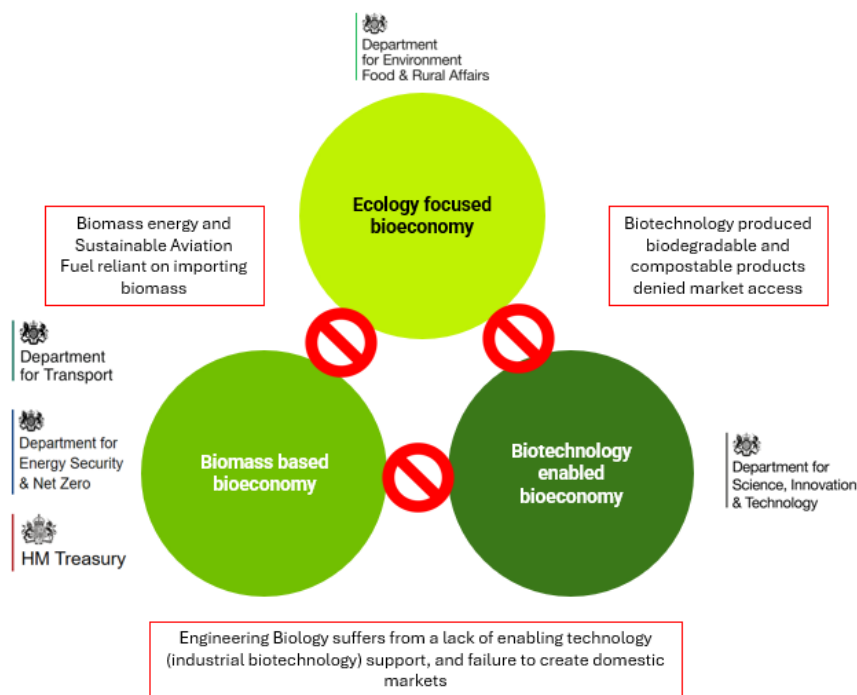 Department
for Environment
Food & Rural Affairs
Ecology focused
bioeconomy
Biomass energy and
Sustainable Aviation
Fuel reliant on importing
biomass
Biotechnology produced
biodegradable and
compostable products
denied market access
Department
for Transport
Department for
Energy Security
& Net Zero
HM Treasury
Biomass based
bioeconomy
Biotechnology
enabled
bioeconomy
Department for
Science, Innovation
& Technology
Engineering Biology suffers from a lack of enabling technology
(industrial biotechnology) support, and failure to create domestic
markets